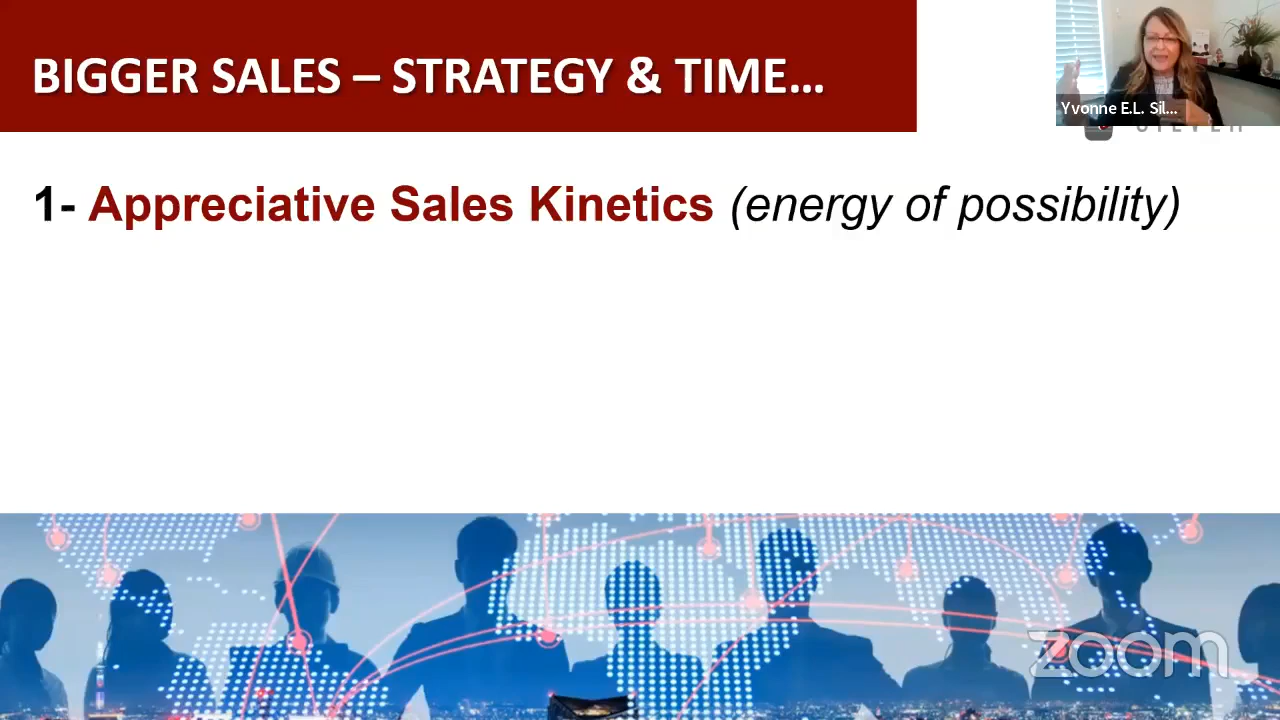 BIGGER SALES – STRATEGY & TIME...
Yvonne E.L. Sil...
1- Appreciative Sales Kinetics (energy of possibility)
zoom